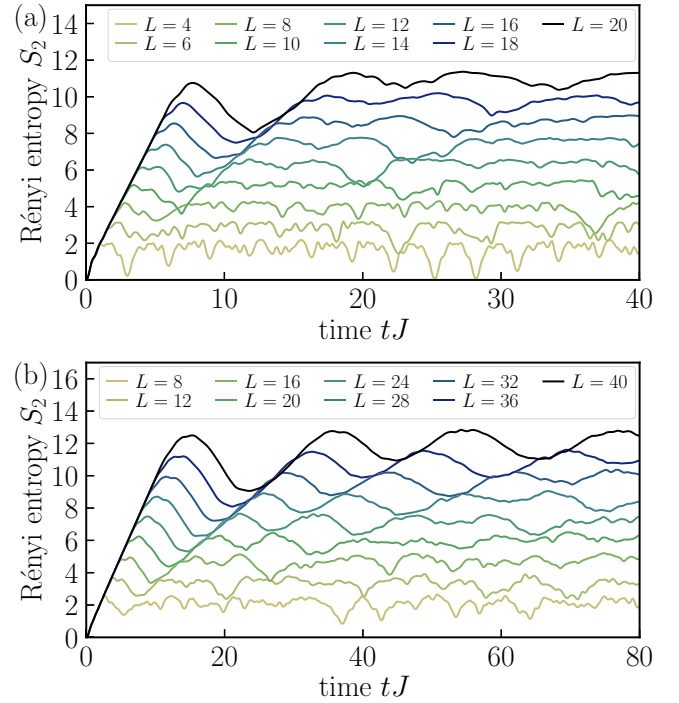 (a)
L = 4 L = 8 L = 12 L = 16 L = 20
L = 6 L = 10 L = 14 L = 18
Rényi entropy S₂
14
12
10
8
6
4
2
0
0 10 20 30 40
time tJ
(b)
L = 8 L = 16 L = 24 L = 32 L = 40
L = 12 L = 20 L = 28 L = 36
Rényi entropy S₂
16
14
12
10
8
6
4
2
0
0 20 40 60 80
time tJ